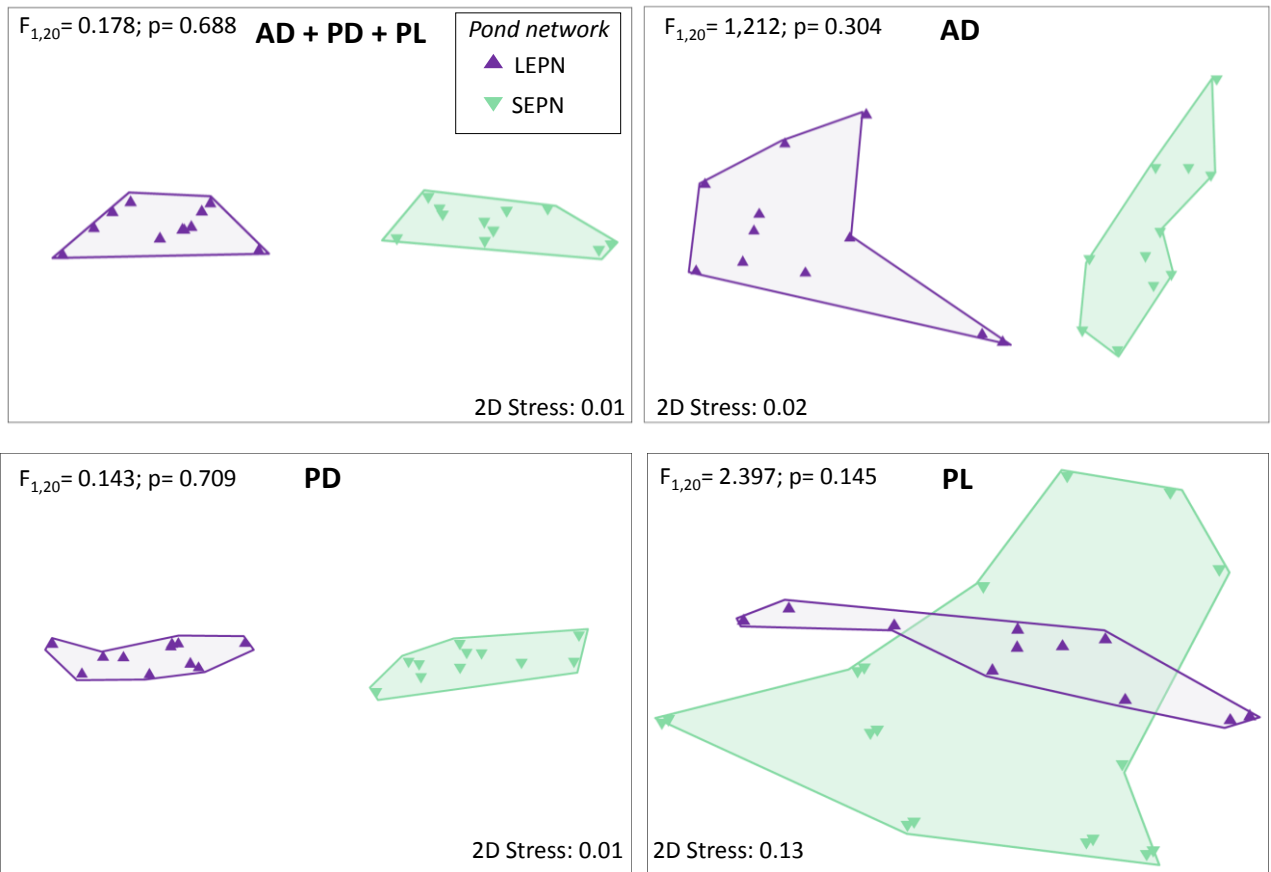 F1,20= 0.178; p= 0.688 AD + PD + PL
Pond network
LEPN
SEPN
2D Stress: 0.01
F1,20= 1,212; p= 0.304 AD
2D Stress: 0.02
F1,20= 0.143; p= 0.709 PD
2D Stress: 0.01
F1,20= 2.397; p= 0.145 PL
2D Stress: 0.13